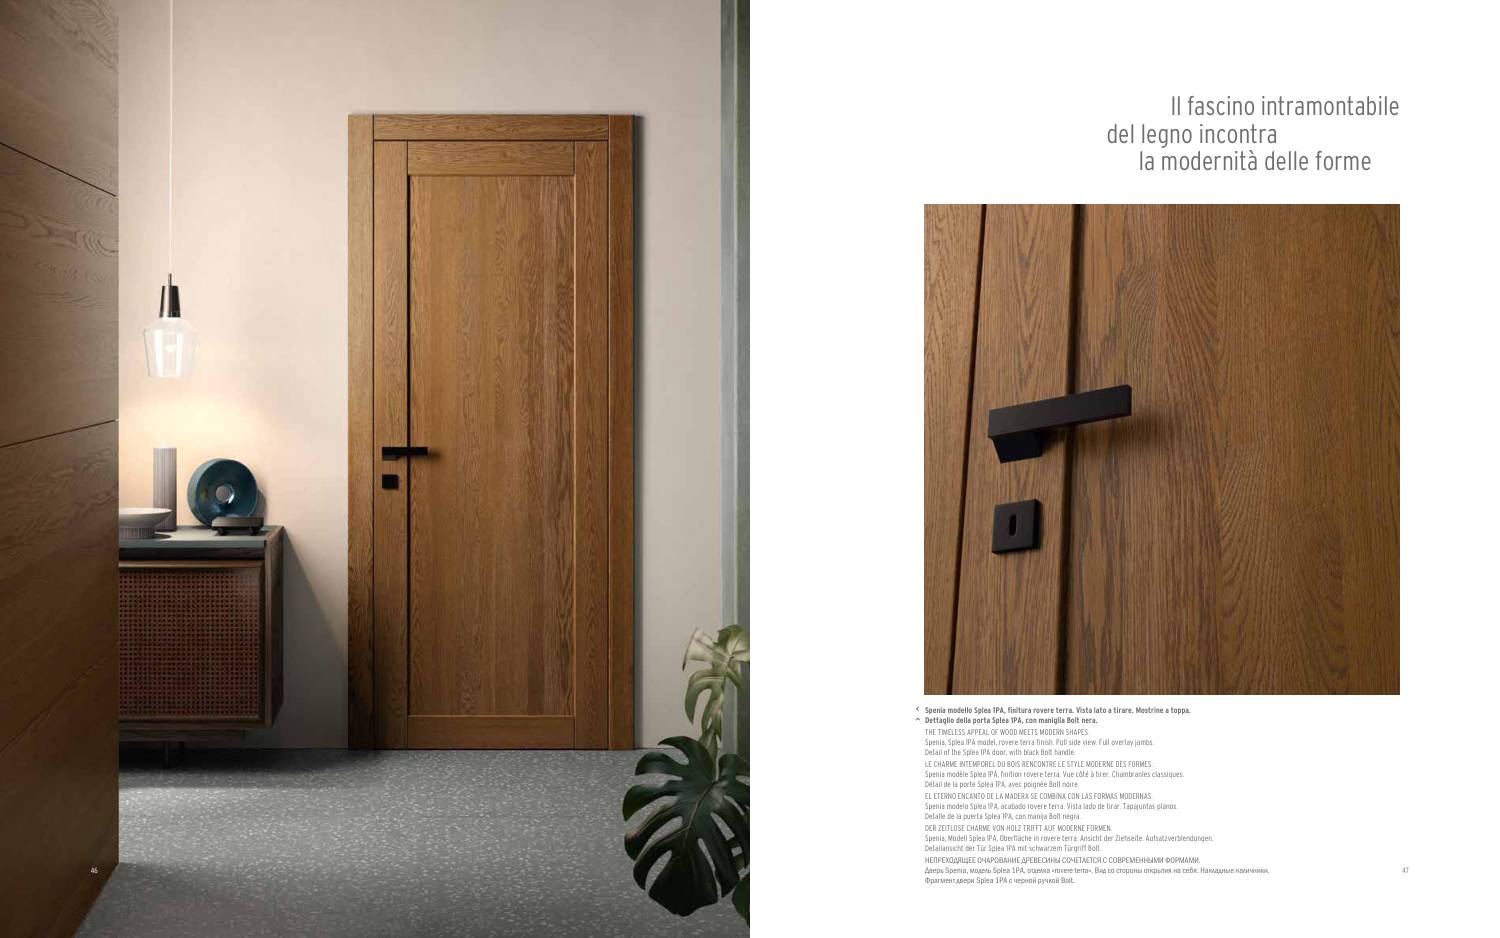 Il fascino intramontabile
del legno incontra
la modernità delle forme
Spenia modello Splea 1PA, finitura rovere terra. Vista lato a tirare. Mostrine a toppa.
Dettaglio della porta Splea 1PA, con maniglia Bolt nera.
THE TIMELESS APPEAL OF WOOD MEETS MODERN SHAPES.
Spenia, Splea 1PA model, rovere terra finish. Pull side view. Full overlay jambs.
Detail of the Splea 1PA door, with black Bolt handle.
LE CHARME INTEMPOREL DU BOIS RENCONTRE LE STYLE MODERNE DES FORMES.
Spenia modèle Splea 1PA, finition rovere terra. Vue côté à tirer. Chambranles classiques.
Détail de la porte Splea 1PA, avec poignée Bolt noire.
EL ETERNO ENCANTO DE LA MADERA SE COMBINA CON LAS FORMAS MODERNAS.
Spenia modelo Splea 1PA, acabado rovere terra. Vista lado de tirar. Tapajuntas planos.
Detalle de la puerta Splea 1PA, con manija Bolt negra.
DER ZEITLOSE CHARME VON HOLZ TRIFFT AUF MODERNE FORMEN.
Spenia, Modell Splea 1PA, Oberfläche in rovere terra. Ansicht der Ziehseite. Aufsatzverblendungen.
Detailansicht der Tür Splea 1PA mit schwarzem Türgriff Bolt.
НЕПРЕХОДЯЩЕЕ ОЧАРОВАНИЕ ДРЕВЕСИНЫ СОЧЕТАЕТСЯ С СОВРЕМЕННЫМИ ФОРМАМИ.
Дверь Spenia, модель Splea 1PA, отделка «rovere terra». Вид со стороны открытия на себя. Накладные наличники.
Фрагмент двери Splea 1PA с черной ручкой Bolt.
46
47